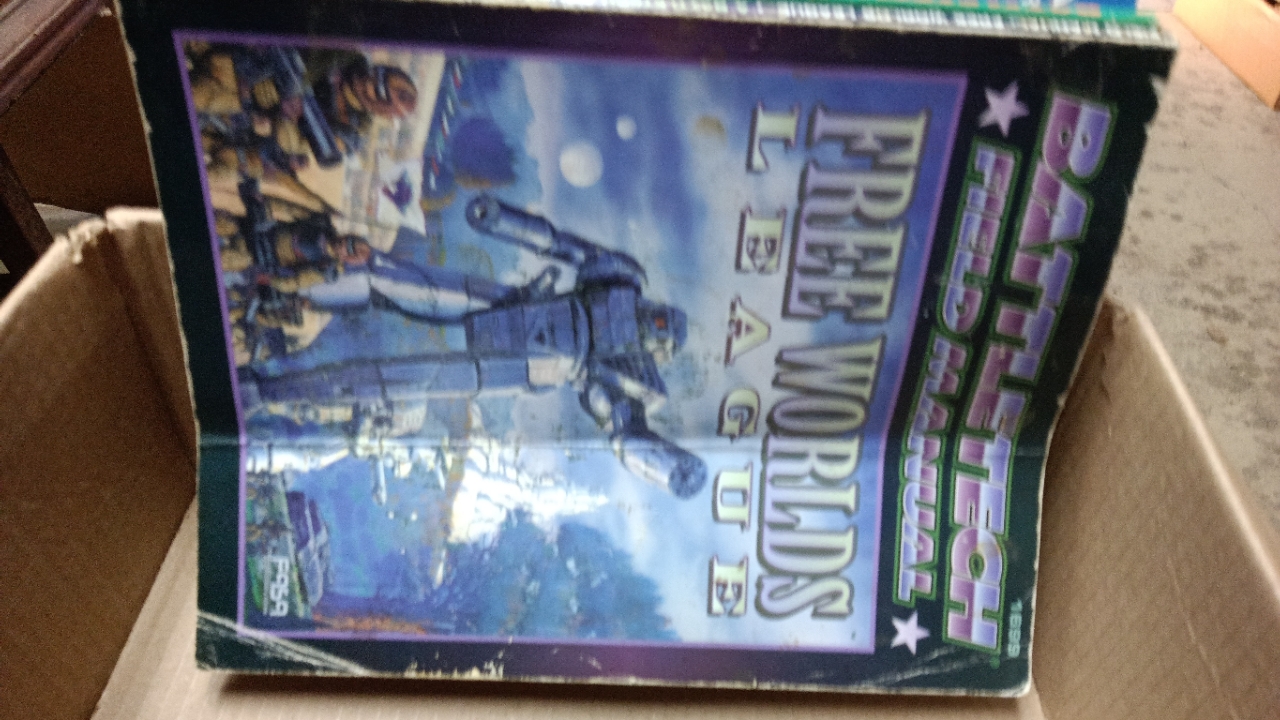 BATTLETECH
FIELD MANUAL
FREE WORLDS
LEAGUE
FASA